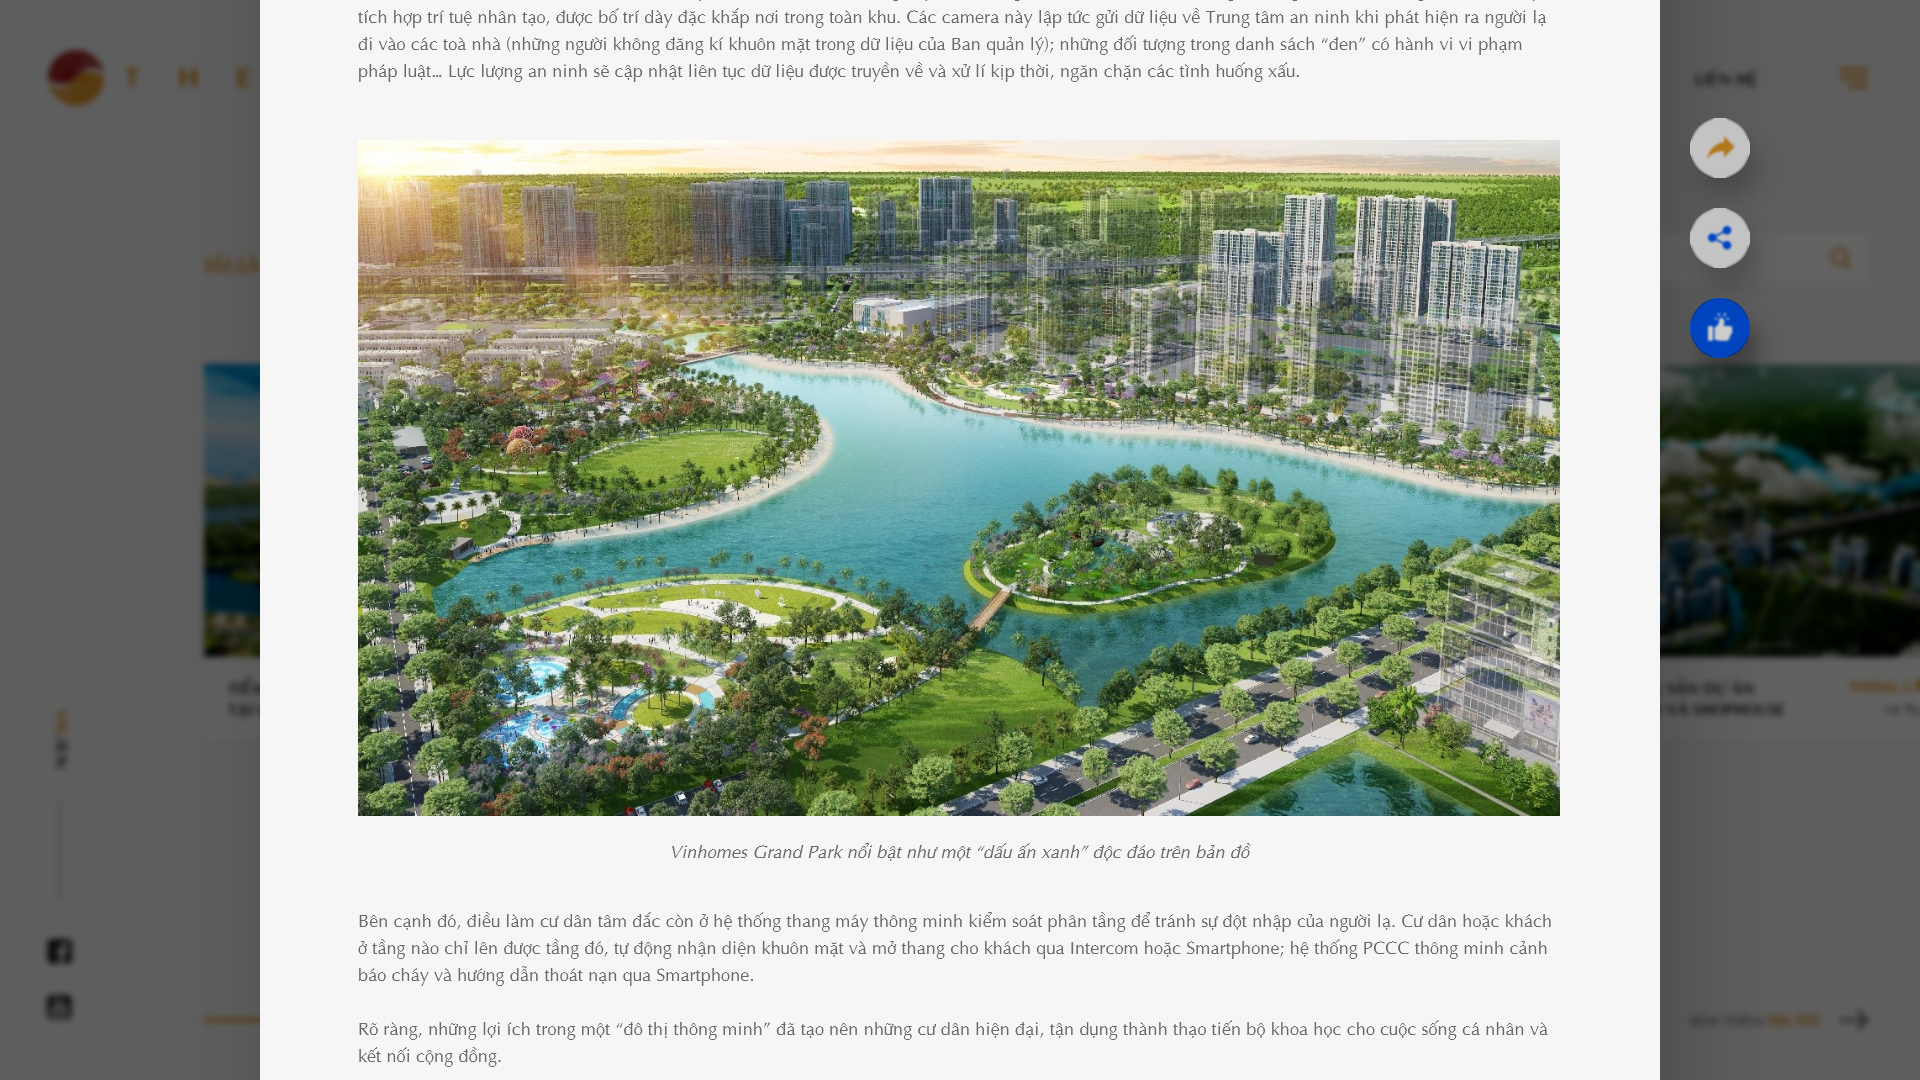 tích hợp trí tuệ nhân tạo, được bố trí dày đặc khắp nơi trong toàn khu. Các camera này lập tức gửi dữ liệu về Trung tâm an ninh khi phát hiện ra người lạ
đi vào các toà nhà (những người không đăng kí khuôn mặt trong dữ liệu của Ban quản lý); những đối tượng trong danh sách “đen” có hành vi vi phạm
pháp luật… Lực lượng an ninh sẽ cập nhật liên tục dữ liệu được truyền về và xử lí kịp thời, ngăn chặn các tình huống xấu.
T H E
LIÊN HỆ
Vinhomes Grand Park nổi bật như một “dấu ấn xanh” độc đáo trên bản đồ
Bên cạnh đó, điều làm cư dân tâm đắc còn ở hệ thống thang máy thông minh kiểm soát phân tầng để tránh sự đột nhập của người lạ. Cư dân hoặc khách
ở tầng nào chỉ lên được tầng đó, tự động nhận diện khuôn mặt và mở thang cho khách qua Intercom hoặc Smartphone; hệ thống PCCC thông minh cảnh
báo cháy và hướng dẫn thoát nạn qua Smartphone.
Rõ ràng, những lợi ích trong một “đô thị thông minh” đã tạo nên những cư dân hiện đại, tận dụng thành thạo tiến bộ khoa học cho cuộc sống cá nhân và
kết nối cộng đồng.